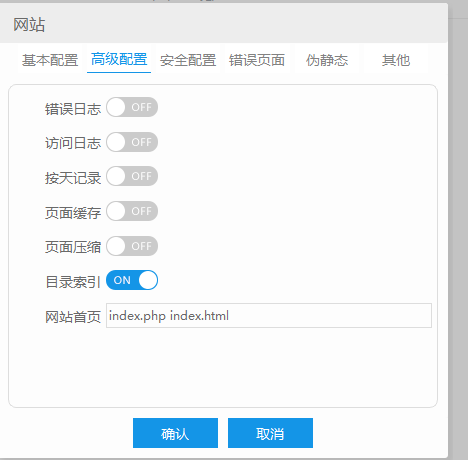 网站
基本配置 高级配置 安全配置 错误页面 伪静态 其他
错误日志 OFF
访问日志 OFF
按天记录 OFF
页面缓存 OFF
页面压缩 OFF
目录索引 ON
网站首页 index.php index.html
确认 取消